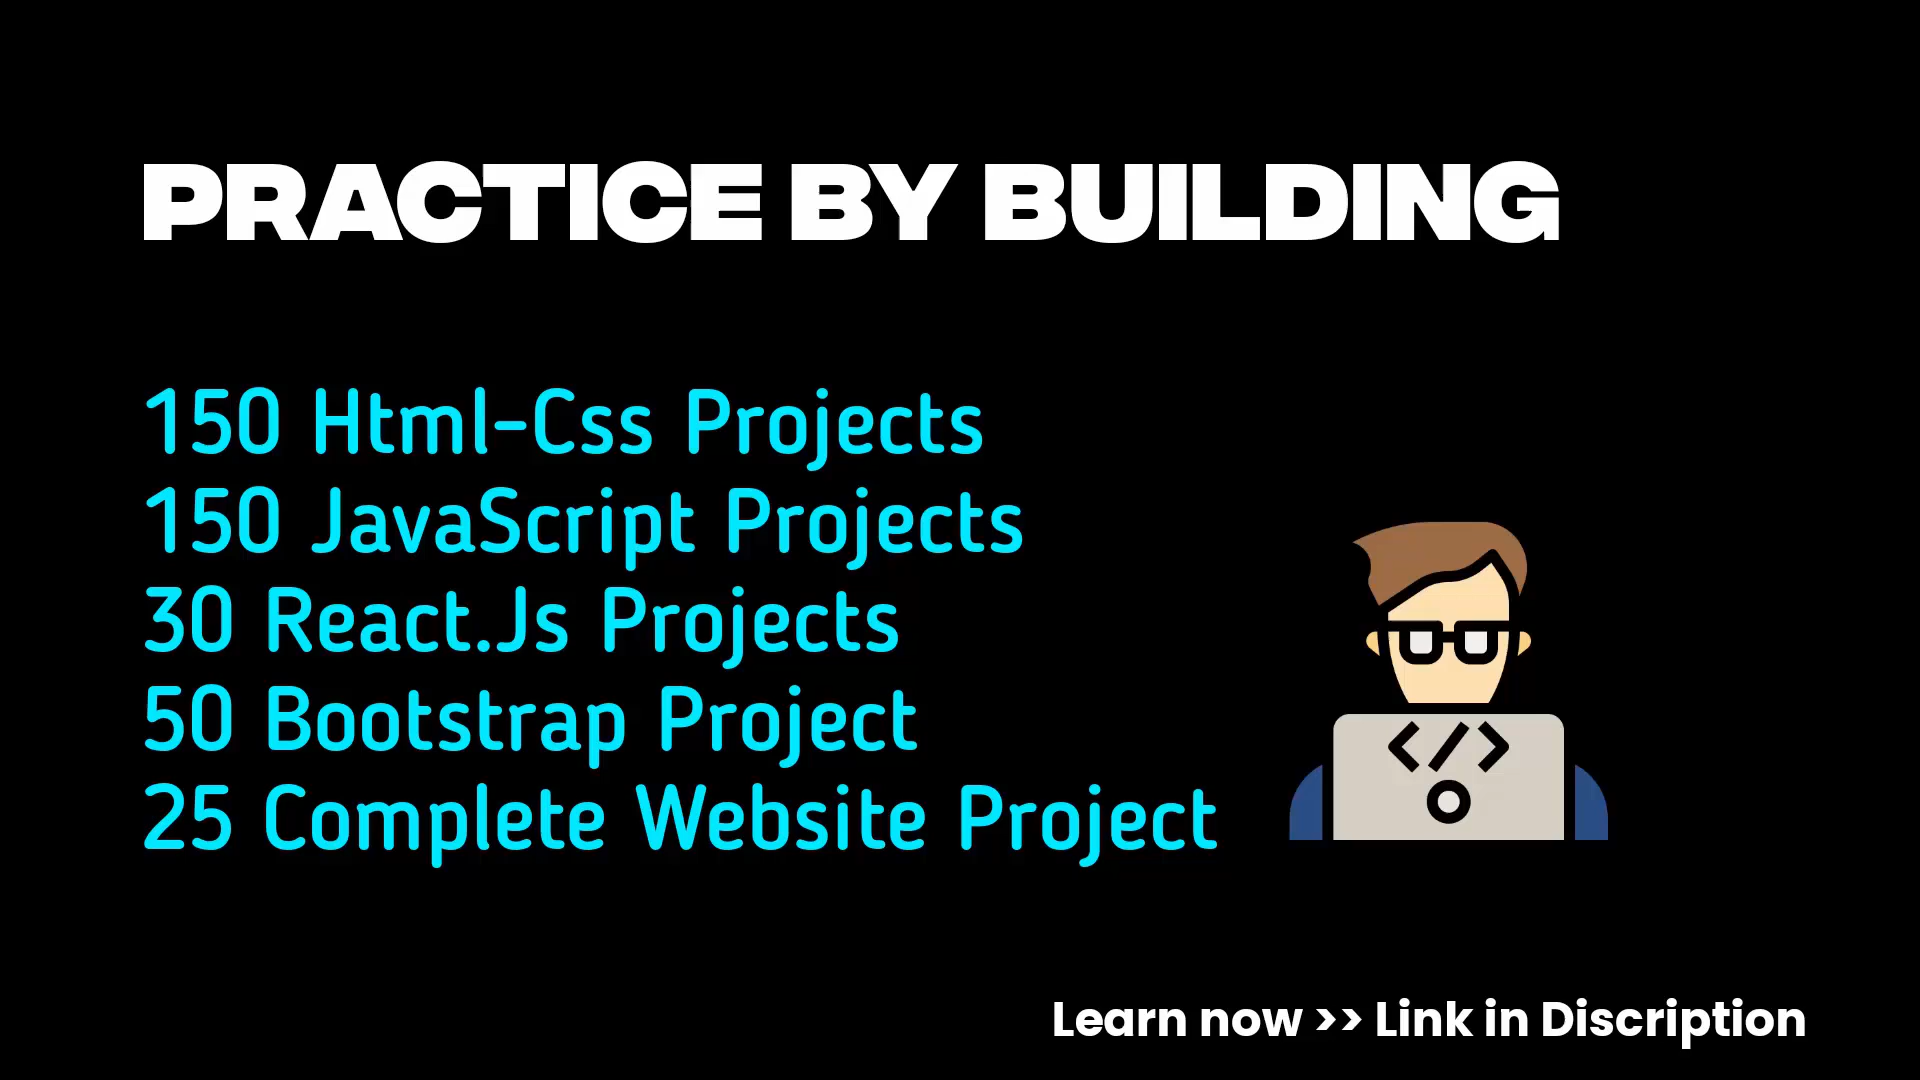 PRACTICE BY BUILDING
150 Html-Css Projects
150 JavaScript Projects
30 React.Js Projects
50 Bootstrap Project
25 Complete Website Project
</>
Learn now >> Link in Discription